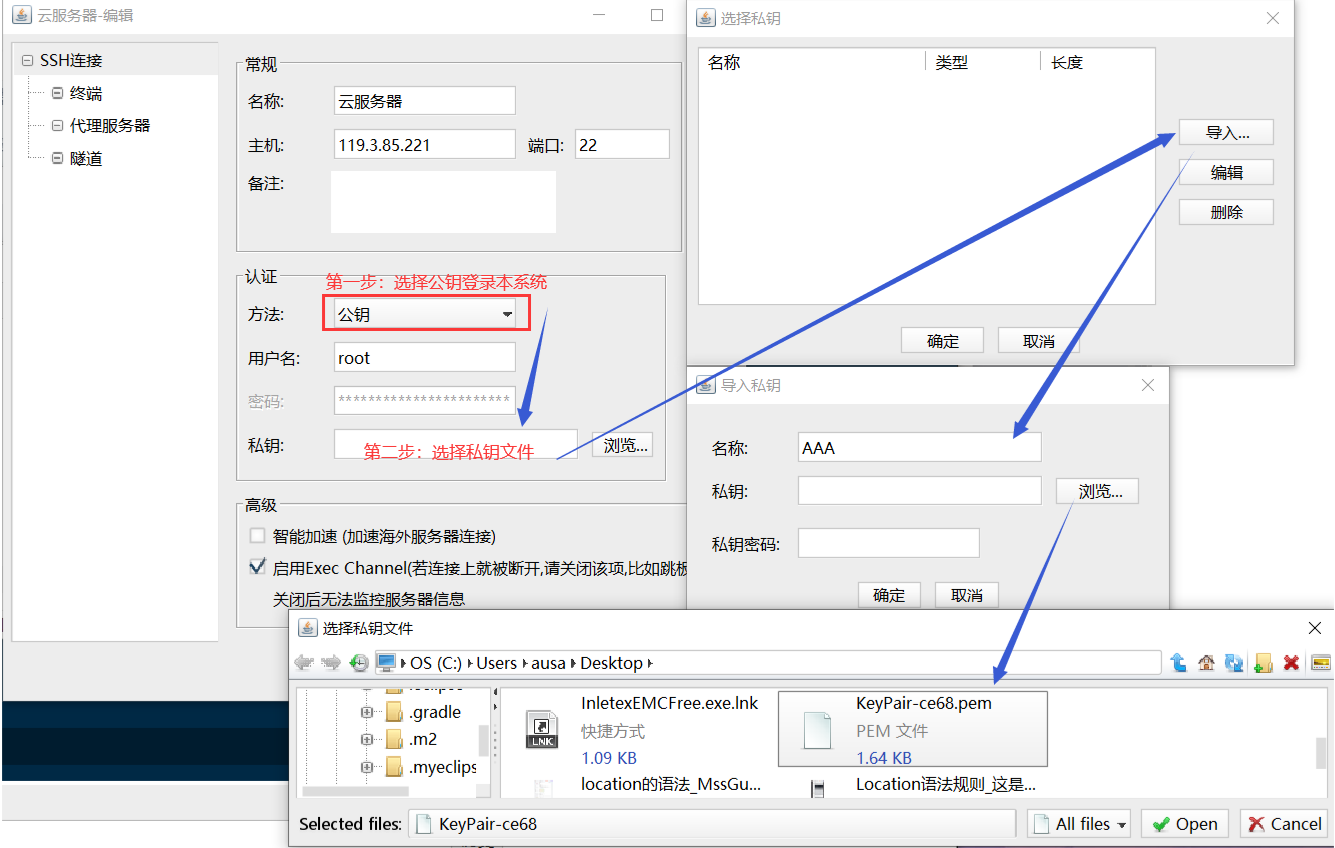 云服务器-编辑
SSH连接
终端
代理服务器
隧道
常规
名称: 云服务器
主机: 119.3.85.221 端口: 22
备注:
认证
第一步：选择公钥登录本系统
方法: 公钥
用户名: root
密码: ***********************
私钥: 第二步：选择私钥文件 浏览...
高级
智能加速 (加速海外服务器连接)
启用Exec Channel(若连接上就被断开,请关闭该项,比如跳板
关闭后无法监控服务器信息
选择私钥
名称 类型 长度
导入...
编辑
删除
确定 取消
导入私钥
名称: AAA
私钥: 浏览...
私钥密码:
确定 取消
选择私钥文件
OS (C:) Users ausa Desktop
.gradle
.m2
.myeclips
InletexEMCFree.exe.lnk
快捷方式
1.09 KB
LNK
KeyPair-ce68.pem
PEM 文件
1.64 KB
location的语法_MssGu...
Location语法规则_这是...
Selected files: KeyPair-ce68 All files Open Cancel